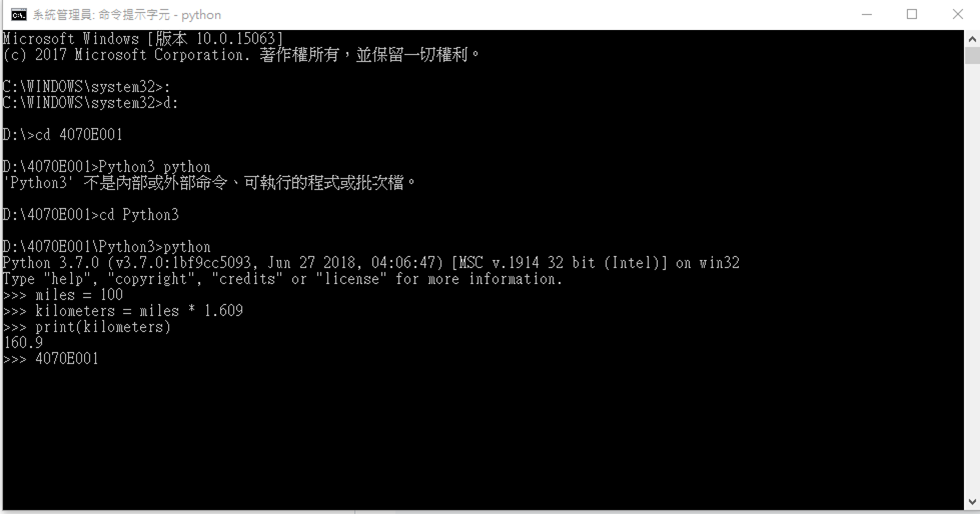 系統管理員: 命令提示字元 - python
Microsoft Windows [版本 10.0.15063]
(c) 2017 Microsoft Corporation. 著作權所有，並保留一切權利。
C:\WINDOWS\system32>:
C:\WINDOWS\system32>d:
D:\>cd 4070E001
D:\4070E001>Python3 python
'Python3' 不是內部或外部命令、可執行的程式或批次檔。
D:\4070E001>cd Python3
D:\4070E001\Python3>python
Python 3.7.0 (v3.7.0:1bf9cc5093, Jun 27 2018, 04:06:47) [MSC v.1914 32 bit (Intel)] on win32
Type "help", "copyright", "credits" or "license" for more information.
>>> miles = 100
>>> kilometers = miles * 1.609
>>> print(kilometers)
160.9
>>> 4070E001